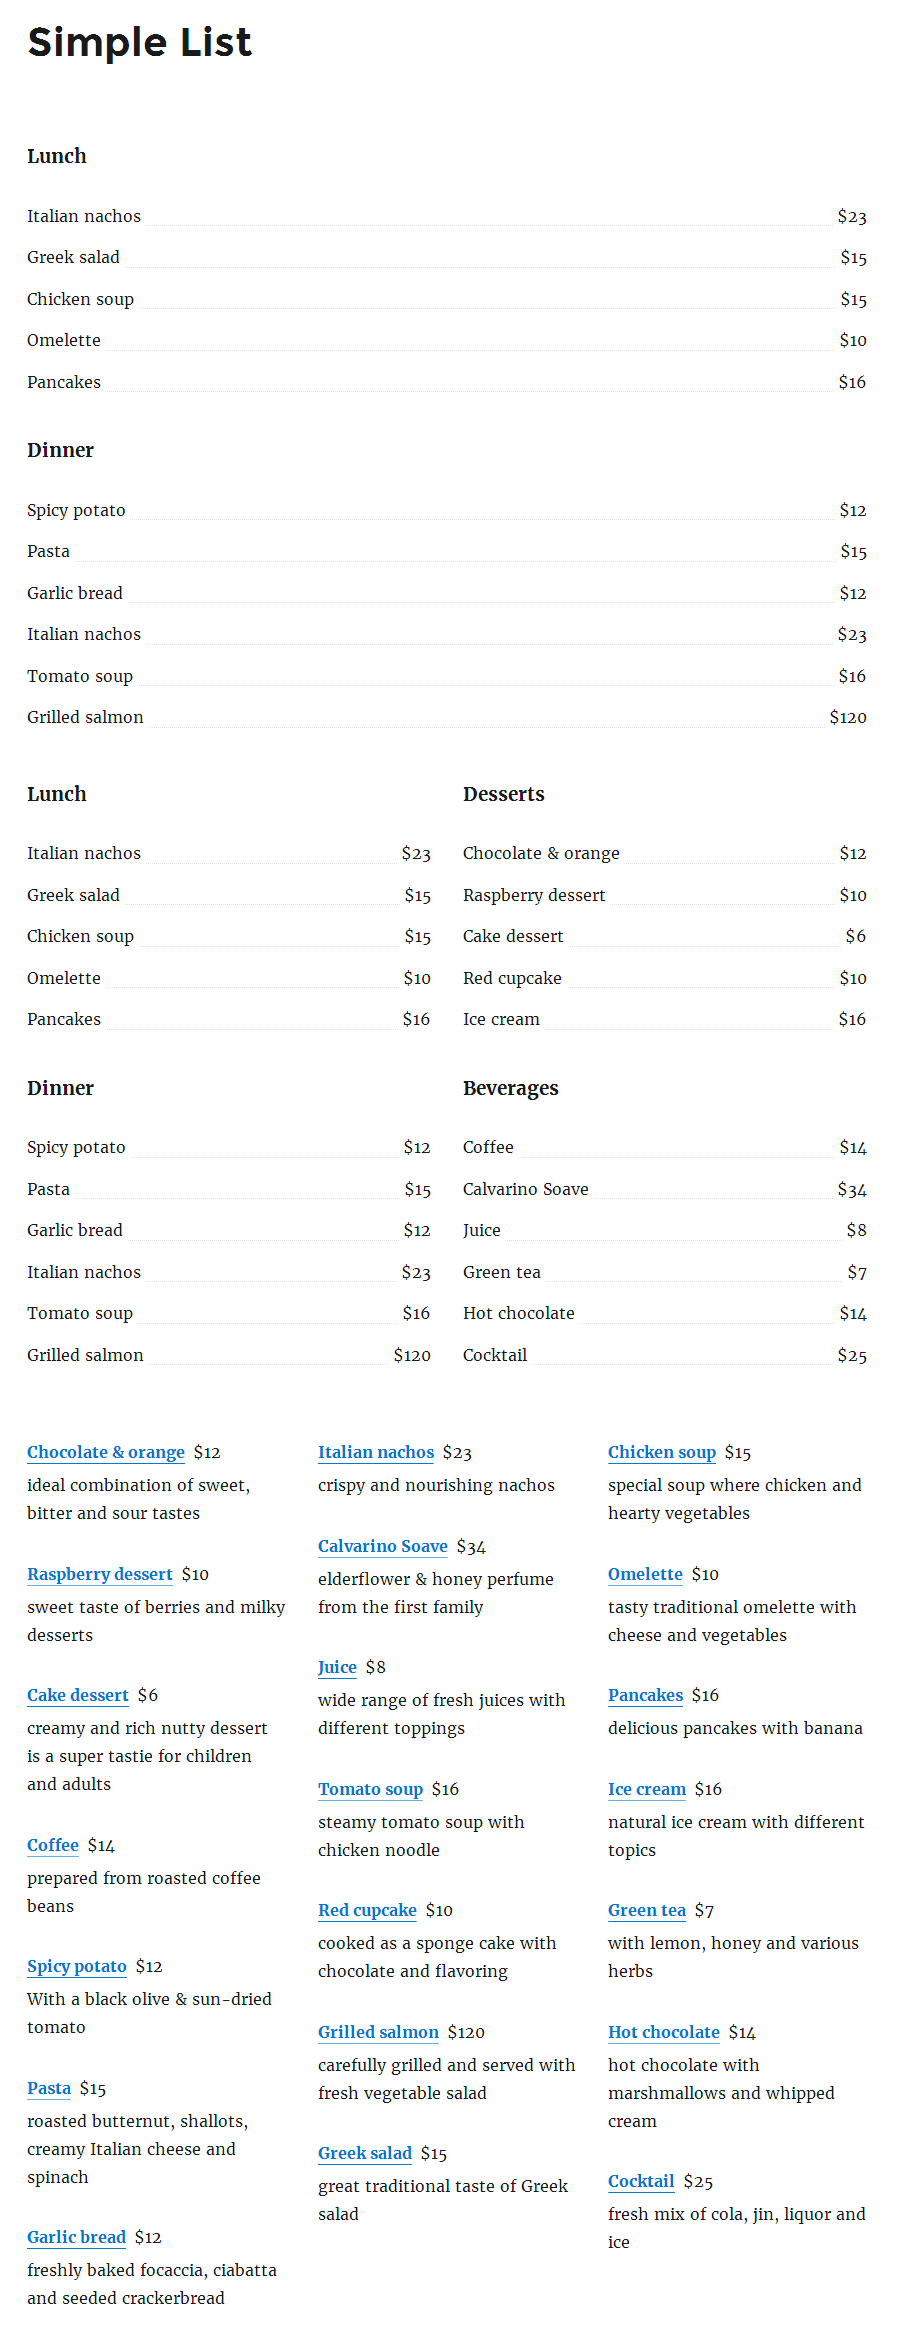 Simple List
Lunch
Italian nachos $23
Greek salad $15
Chicken soup $15
Omelette $10
Pancakes $16
Dinner
Spicy potato $12
Pasta $15
Garlic bread $12
Italian nachos $23
Tomato soup $16
Grilled salmon $120
Lunch
Italian nachos $23
Greek salad $15
Chicken soup $15
Omelette $10
Pancakes $16
Dinner
Spicy potato $12
Pasta $15
Garlic bread $12
Italian nachos $23
Tomato soup $16
Grilled salmon $120
Desserts
Chocolate & orange $12
Raspberry dessert $10
Cake dessert $6
Red cupcake $10
Ice cream $16
Beverages
Coffee $14
Calvarino Soave $34
Juice $8
Green tea $7
Hot chocolate $14
Cocktail $25
Chocolate & orange $12
ideal combination of sweet,
bitter and sour tastes
Raspberry dessert $10
sweet taste of berries and milky
desserts
Cake dessert $6
creamy and rich nutty dessert
is a super tastie for children
and adults
Coffee $14
prepared from roasted coffee
beans
Spicy potato $12
With a black olive & sun-dried
tomato
Pasta $15
roasted butternut, shallots,
creamy Italian cheese and
spinach
Garlic bread $12
freshly baked focaccia, ciabatta
and seeded crackerbread
Italian nachos $23
crispy and nourishing nachos
Calvarino Soave $34
elderflower & honey perfume
from the first family
Juice $8
wide range of fresh juices with
different toppings
Tomato soup $16
steamy tomato soup with
chicken noodle
Red cupcake $10
cooked as a sponge cake with
chocolate and flavoring
Grilled salmon $120
carefully grilled and served with
fresh vegetable salad
Greek salad $15
great traditional taste of Greek
salad
Chicken soup $15
special soup where chicken and
hearty vegetables
Omelette $10
tasty traditional omelette with
cheese and vegetables
Pancakes $16
delicious pancakes with banana
Ice cream $16
natural ice cream with different
topics
Green tea $7
with lemon, honey and various
herbs
Hot chocolate $14
hot chocolate with
marshmallows and whipped
cream
Cocktail $25
fresh mix of cola, jin, liquor and
ice